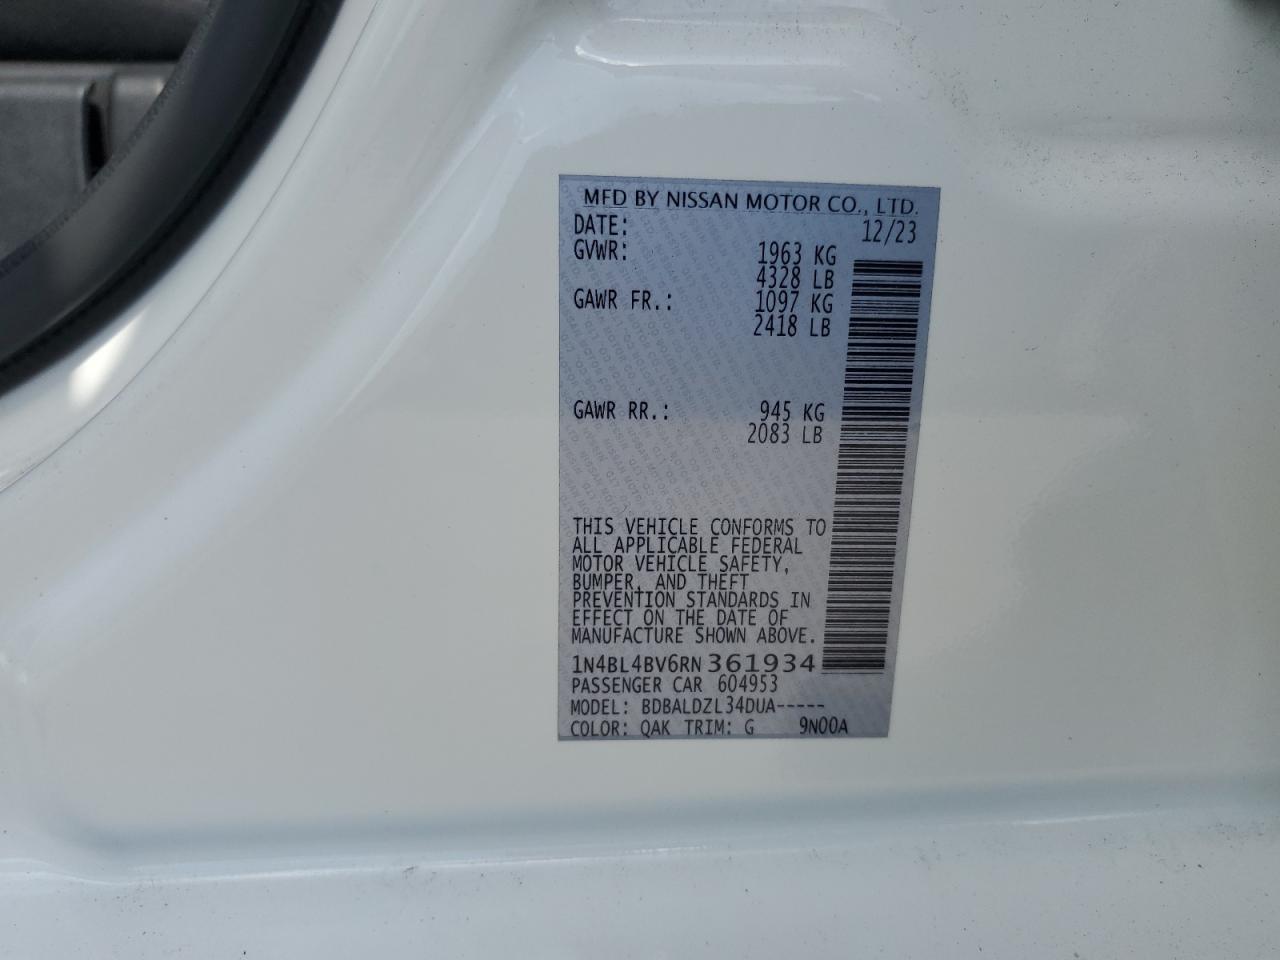 MFD BY NISSAN MOTOR CO., LTD.
DATE: 12/23
GVWR: 1963 KG
4328 LB
GAWR FR.: 1097 KG
2418 LB
GAWR RR.: 945 KG
2083 LB
THIS VEHICLE CONFORMS TO
ALL APPLICABLE FEDERAL
MOTOR VEHICLE SAFETY,
BUMPER, AND THEFT
PREVENTION STANDARDS IN
EFFECT ON THE DATE OF
MANUFACTURE SHOWN ABOVE.
1N4BL4BV6RN361934
PASSENGER CAR 604953
MODEL: BDBALDZL34DUA-----
COLOR: QAK TRIM: G 9N00A